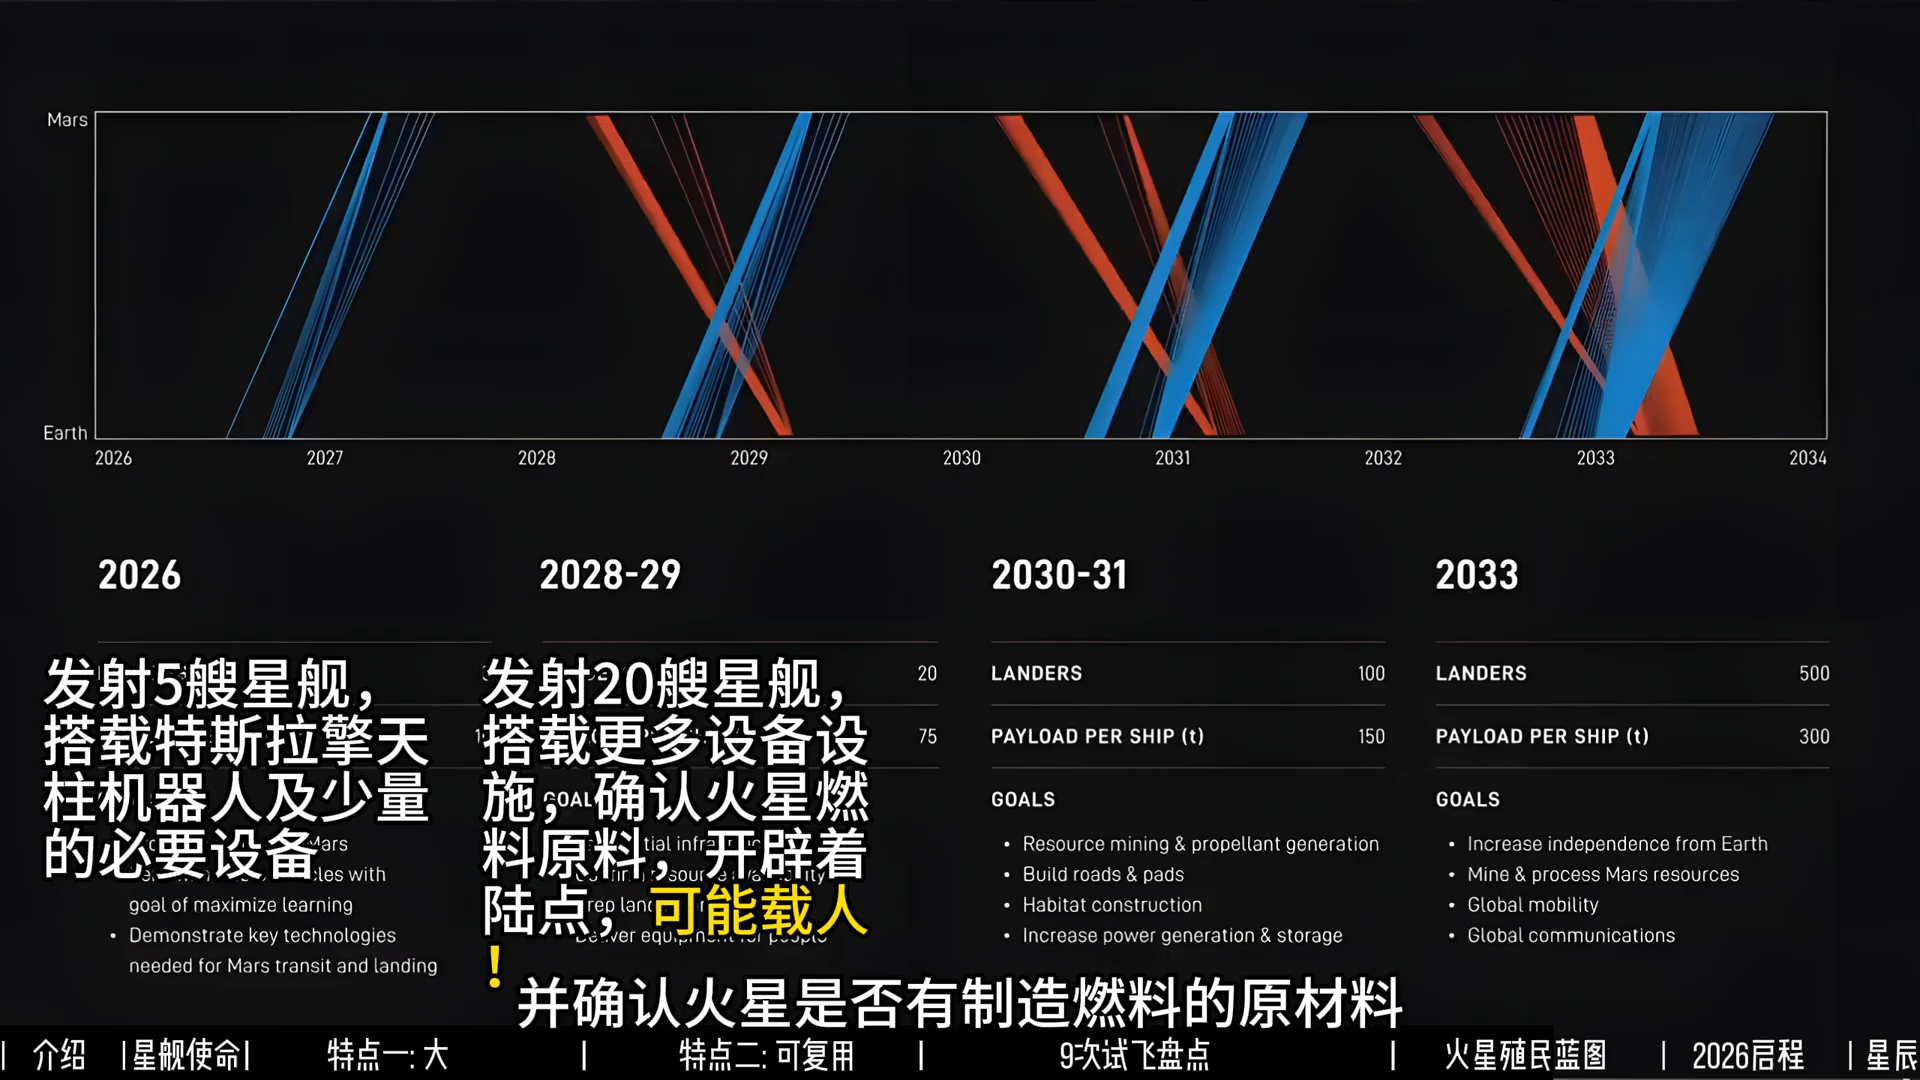 Mars
Earth
2026 2027 2028 2029 2030 2031 2032 2033 2034
2026
发射5艘星舰，
搭载特斯拉擎天
柱机器人及少量
的必要设备
Mars
cles with
goal of maximize learning
• Demonstrate key technologies
needed for Mars transit and landing
2028-29
20
75
发射20艘星舰，
搭载更多设备设
施，确认火星燃
料原料，开辟着
陆点，可能载人
！
2030-31
LANDERS 100
PAYLOAD PER SHIP (t) 150
GOALS
• Resource mining & propellant generation
• Build roads & pads
• Habitat construction
• Increase power generation & storage
2033
LANDERS 500
PAYLOAD PER SHIP (t) 300
GOALS
• Increase independence from Earth
• Mine & process Mars resources
• Global mobility
• Global communications
并确认火星是否有制造燃料的原材料
| 介绍 |星舰使命| 特点一: 大 | 特点二: 可复用 | 9次试飞盘点 | 火星殖民蓝图 | 2026启程 | 星辰